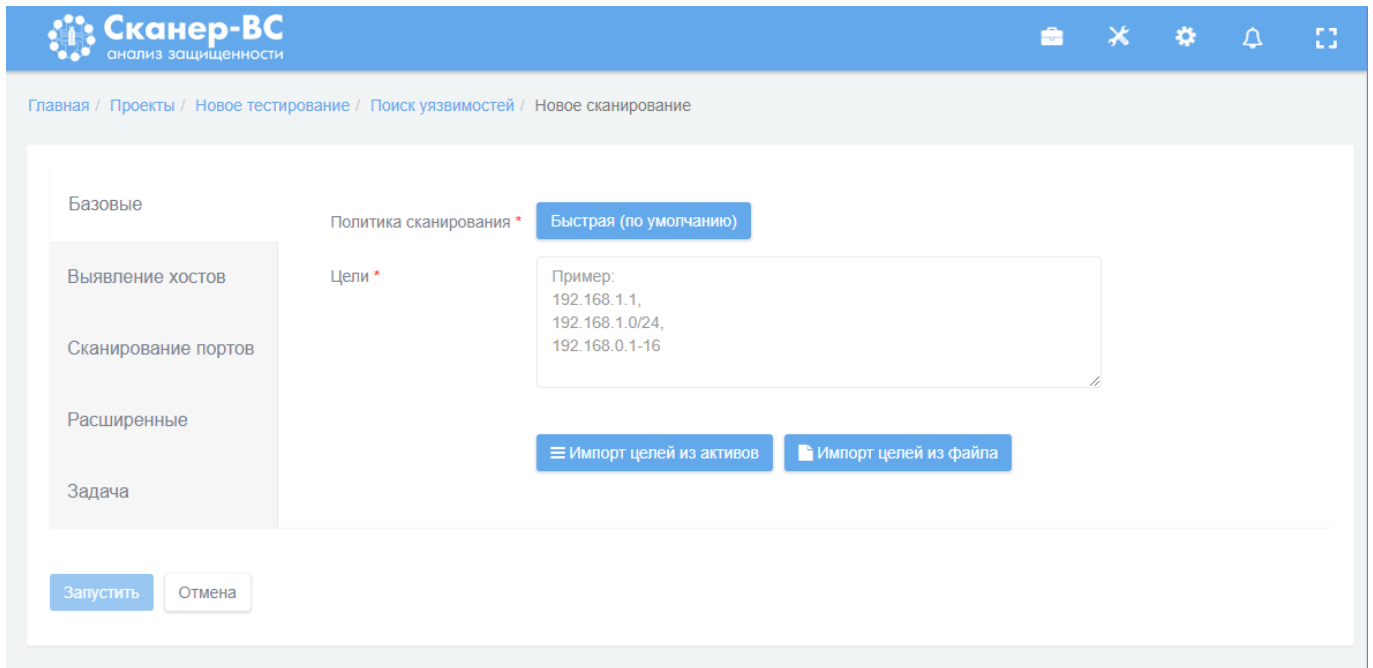 Сканер-ВС
анализ защищенности
Главная / Проекты / Новое тестирование / Поиск уязвимостей / Новое сканирование
Базовые
Политика сканирования * Быстрая (по умолчанию)
Выявление хостов
Цели *
Пример:
192.168.1.1,
192.168.1.0/24,
192.168.0.1-16
Сканирование портов
Расширенные
Импорт целей из активов Импорт целей из файла
Задача
Запустить Отмена